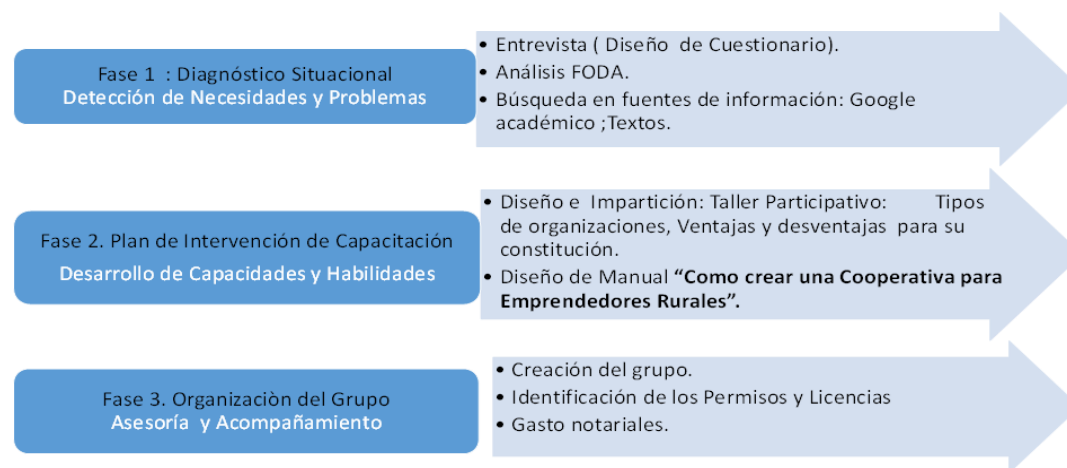 Fase 1 : Diagnóstico Situacional
Detección de Necesidades y Problemas
• Entrevista ( Diseño de Cuestionario).
• Análisis FODA.
• Búsqueda en fuentes de información: Google
académico ;Textos.
Fase 2. Plan de Intervención de Capacitación
Desarrollo de Capacidades y Habilidades
• Diseño e Impartición: Taller Participativo: Tipos
de organizaciones, Ventajas y desventajas para su
constitución.
• Diseño de Manual “Como crear una Cooperativa para
Emprendedores Rurales”.
Fase 3. Organizaciòn del Grupo
Asesoría y Acompañamiento
• Creación del grupo.
• Identificación de los Permisos y Licencias
• Gasto notariales.